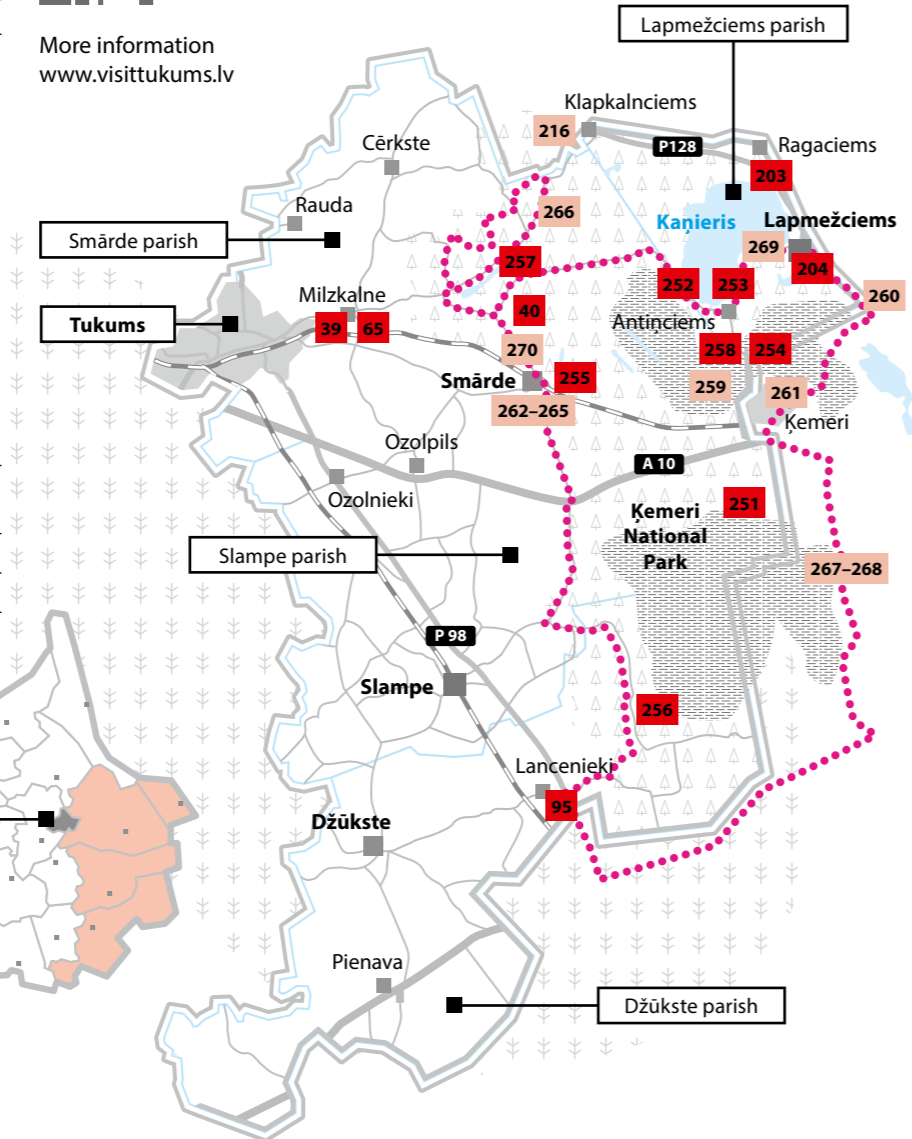 More information
www.visittukums.lv
Lapmežciems parish
Klapkalnciems
216
P128
Ragaciems
Cērkste
203
Rauda
266
Kaņieris
Lapmežciems
269
Smārde parish
257
204
252
253
260
Milzkalne
40
Tukums
39
65
Antinciems
270
258
254
Smārde
255
259
261
262–265
Ķemeri
Ozolpils
A 10
Ozolnieki
251
Ķemeri
National
Park
Slampe parish
267–268
P 98
Slampe
256
Lancenieki
95
Džūkste
Pienava
Džūkste parish